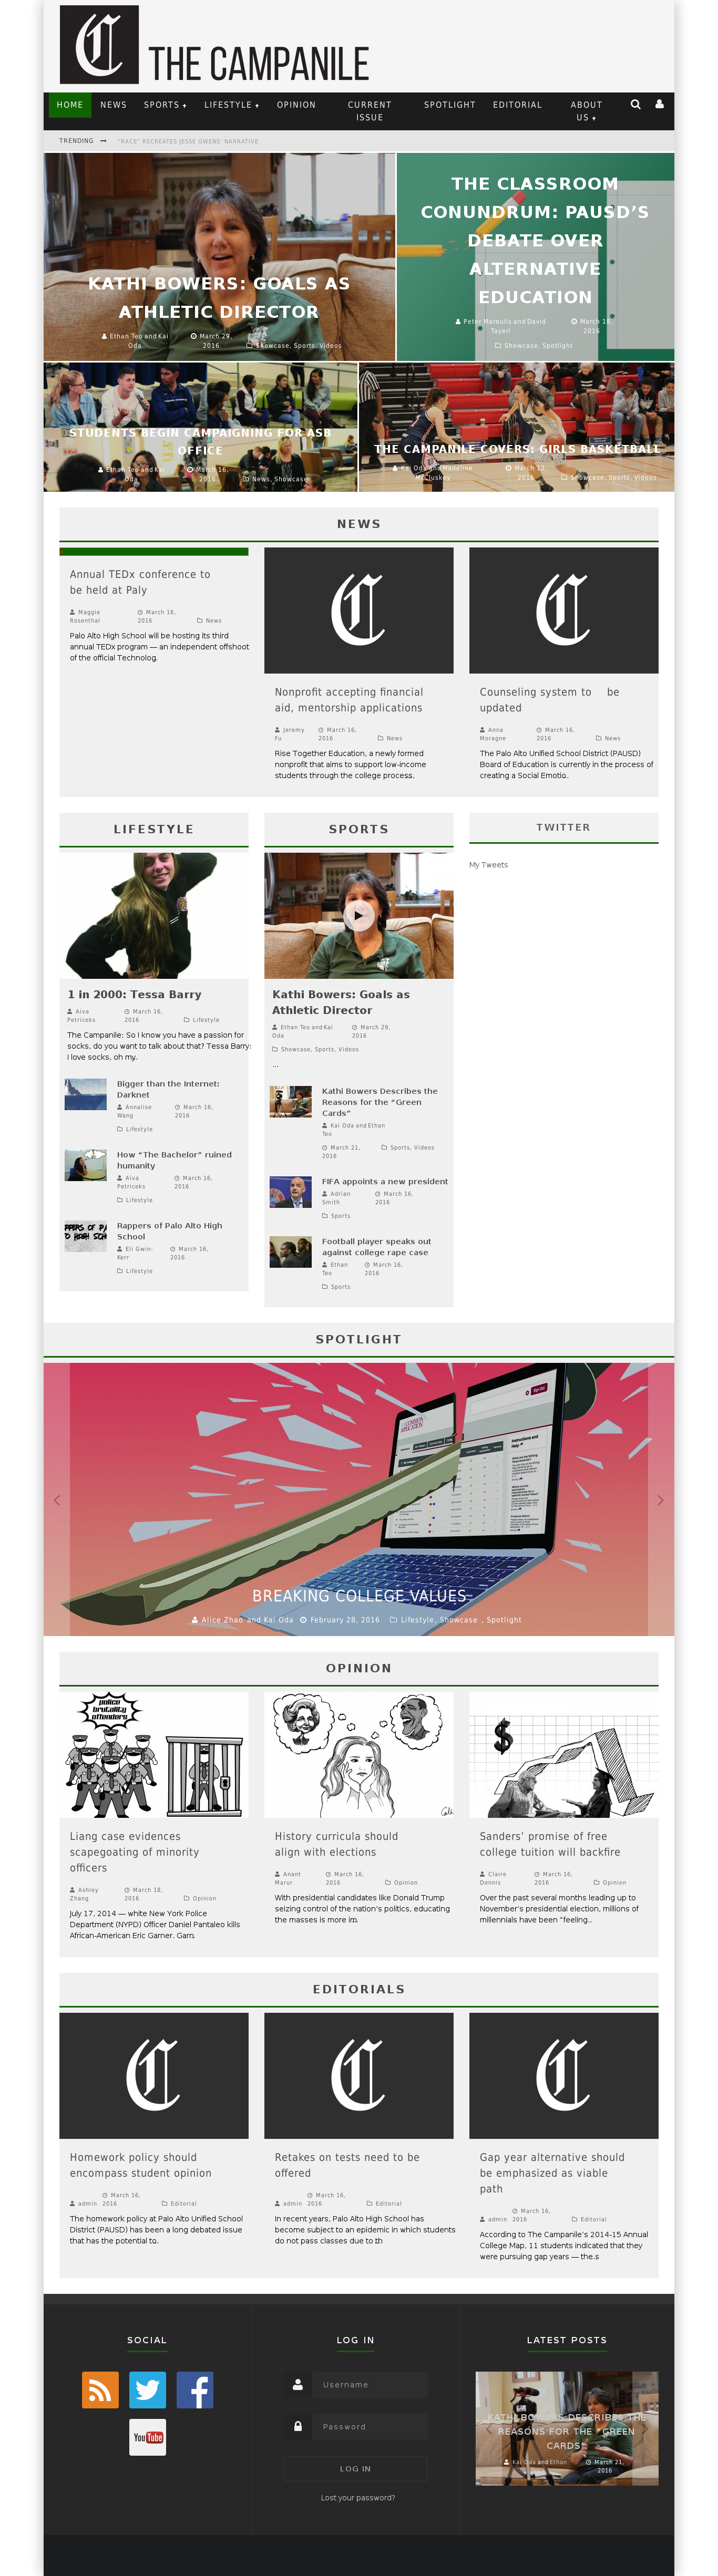 C THE CAMPANILE
HOME NEWS SPORTS + LIFESTYLE + OPINION CURRENT ISSUE SPOTLIGHT EDITORIAL ABOUT US +
TRENDING "RACE" RECREATES JESSE OWENS' NARRATIVE
KATHI BOWERS: GOALS AS
ATHLETIC DIRECTOR
Ethan Teo and Kai Oda March 29, 2016 Showcase, Sports, Videos
THE CLASSROOM
CONUNDRUM: PAUSD'S
DEBATE OVER
ALTERNATIVE
EDUCATION
Peter Maroulis and David Tayeri March 18, 2016
Showcase, Spotlight
STUDENTS BEGIN CAMPAIGNING FOR ASB
OFFICE
Ethan Teo and Kai Oda March 16, 2016 News, Showcase
THE CAMPANILE COVERS: GIRLS BASKETBALL
Kai Oda and Madeline McCluskey March 12, 2016 Showcase, Sports, Videos
NEWS
Annual TEDx conference to
be held at Paly
Maggie Rosenthal March 16, 2016 News
Palo Alto High School will be hosting its third
annual TEDx program — an independent offshoot
of the official Technolog..
Nonprofit accepting financial
aid, mentorship applications
Jeremy Fu March 16, 2016 News
Rise Together Education, a newly formed
nonprofit that aims to support low-income
students through the college process,..
Counseling system to be
updated
Anna Moragne March 16, 2016 News
The Palo Alto Unified School District (PAUSD)
Board of Education is currently in the process of
creating a Social Emotio...
LIFESTYLE
1 in 2000: Tessa Barry
Aiva Petriceks March 16, 2016 Lifestyle
The Campanile: So I know you have a passion for
socks, do you want to talk about that? Tessa Barry:
I love socks, oh my...
Bigger than the Internet:
Darknet
Annalise Wang March 16, 2016
Lifestyle
How "The Bachelor" ruined
humanity
Aiva Petriceks March 16, 2016
Lifestyle
Rappers of Palo Alto High
School
Eli Gwin-Kerr March 16, 2016
Lifestyle
SPORTS
Kathi Bowers: Goals as
Athletic Director
Ethan Teo and Kai Oda March 29, 2016
Showcase, Sports, Videos
...
Kathi Bowers Describes the
Reasons for the "Green
Cards"
Kai Oda and Ethan Teo
March 21, 2016 Sports, Videos
FIFA appoints a new president
Adrian Smith March 16, 2016
Sports
Football player speaks out
against college rape case
Ethan Teo March 16, 2016
Sports
TWITTER
My Tweets
SPOTLIGHT
BREAKING COLLEGE VALUES
Alice Zhao and Kai Oda February 28, 2016 Lifestyle, Showcase , Spotlight
OPINION
police
brutality
offenders
Liang case evidences
scapegoating of minority
officers
Ashley Zhang March 18, 2016 Opinion
July 17, 2014 — white New York Police
Department (NYPD) Officer Daniel Pantaleo kills
African-American Eric Garner. Garn..
History curricula should
align with elections
Anant Marur March 16, 2016 Opinion
With presidential candidates like Donald Trump
seizing control of the nation's politics, educating
the masses is more im..
$
Sanders' promise of free
college tuition will backfire
Claire Dennis March 16, 2016 Opinion
Over the past several months leading up to
November's presidential election, millions of
millennials have been "feeling...
EDITORIALS
Homework policy should
encompass student opinion
admin March 16, 2016 Editorial
The homework policy at Palo Alto Unified School
District (PAUSD) has been a long debated issue
that has the potential to..
Retakes on tests need to be
offered
admin March 16, 2016 Editorial
In recent years, Palo Alto High School has
become subject to an epidemic in which students
do not pass classes due to th
Gap year alternative should
be emphasized as viable
path
admin March 16, 2016 Editorial
According to The Campanile's 2014-15 Annual
College Map, 11 students indicated that they
were pursuing gap years — the s
SOCIAL
You Tube
LOG IN
Username
Password
LOG IN
Lost your password?
LATEST POSTS
KATHI BOWERS DESCRIBES THE
REASONS FOR THE "GREEN
CARDS"
Kai Oda and Ethan March 21, 2016